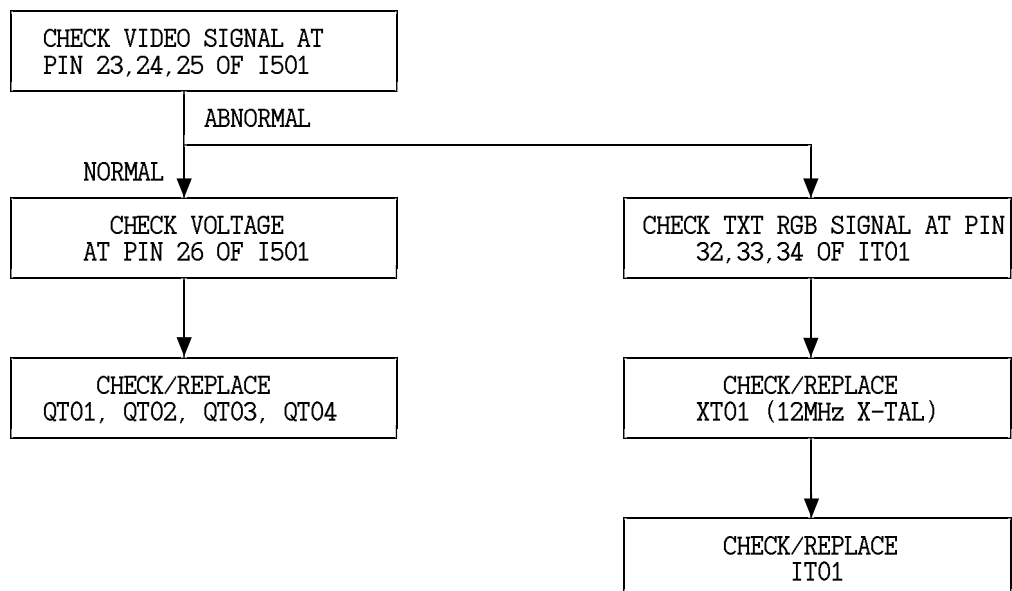 CHECK VIDEO SIGNAL AT
PIN 23,24,25 OF I501
ABNORMAL
NORMAL
CHECK VOLTAGE
AT PIN 26 OF I501
CHECK TXT RGB SIGNAL AT PIN
32,33,34 OF IT01
CHECK/REPLACE
QT01, QT02, QT03, QT04
CHECK/REPLACE
XT01 (12MHz X-TAL)
CHECK/REPLACE
IT01